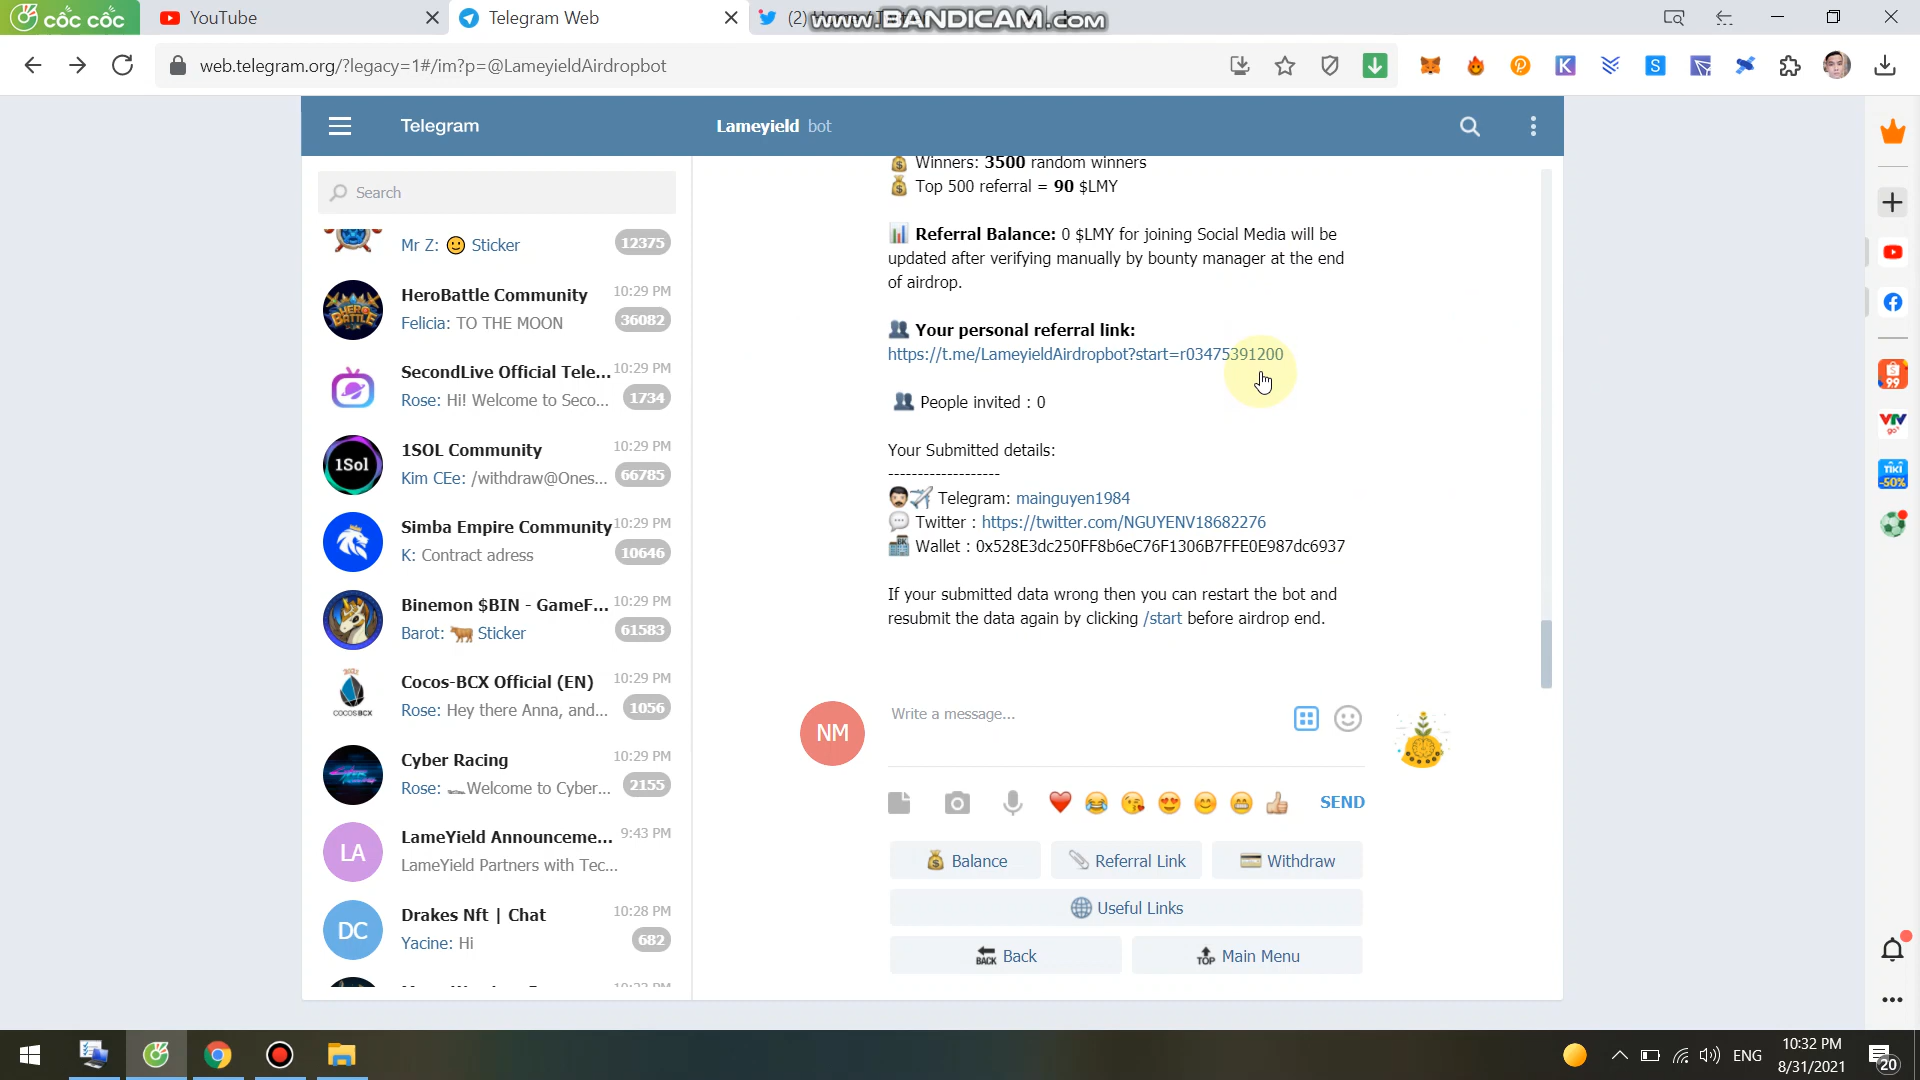 cốc cốc
YouTube
Telegram Web
(2)
www.BANDICAM.com
web.telegram.org/?legacy=1#/im?p=@LameyieldAirdropbot
Telegram
Lameyield bot
Search
Mr Z: Sticker
12375
HeroBattle Community 10:29 PM
Felicia: TO THE MOON 36082
SecondLive Official Tele... 10:29 PM
Rose: Hi! Welcome to Seco... 1734
1Sol
1SOL Community 10:29 PM
Kim CEe: /withdraw@Ones... 66785
Simba Empire Community 10:29 PM
K: Contract adress 10646
Binemon $BIN - GameF... 10:29 PM
Barot: Sticker 61583
COCOSBCX
Cocos-BCX Official (EN) 10:29 PM
Rose: Hey there Anna, and... 1056
Cyber Racing 10:29 PM
Rose: Welcome to Cyber... 2155
LA
LameYield Announceme... 9:43 PM
LameYield Partners with Tec...
DC
Drakes Nft | Chat 10:28 PM
Yacine: Hi 682
Winners: 3500 random winners
Top 500 referral = 90 $LMY
Referral Balance: 0 $LMY for joining Social Media will be
updated after verifying manually by bounty manager at the end
of airdrop.
Your personal referral link:
https://t.me/LameyieldAirdropbot?start=r03475391200
People invited : 0
Your Submitted details:
-------------------
Telegram: mainguyen1984
Twitter : https://twitter.com/NGUYENV18682276
Wallet : 0x528E3dc250FF8b6eC76F1306B7FFE0E987dc6937
If your submitted data wrong then you can restart the bot and
resubmit the data again by clicking /start before airdrop end.
NM
Write a message...
SEND
Balance
Referral Link
Withdraw
Useful Links
BACK Back
TOP Main Menu
99
VTV go
TIKI
-50%
ENG
10:32 PM
8/31/2021
20